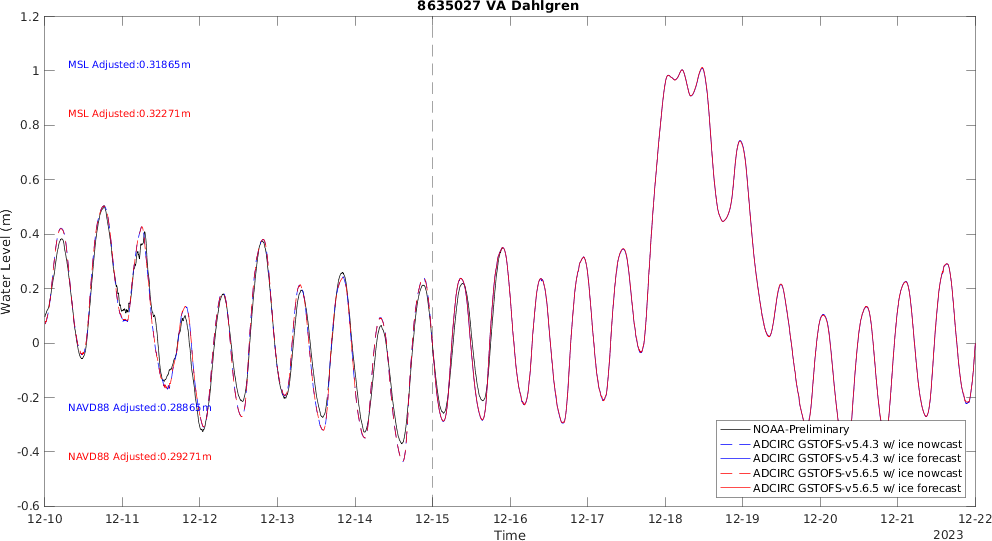 8635027 VA Dahlgren
1.2
1
0.8
0.6
0.4
0.2
0
-0.2
-0.4
-0.6
Water Level (m)
MSL Adjusted:0.31865m
MSL Adjusted:0.32271m
NAVD88 Adjusted:0.28865m
NAVD88 Adjusted:0.29271m
NOAA-Preliminary
ADCIRC GSTOFS-v5.4.3 w/ ice nowcast
ADCIRC GSTOFS-v5.4.3 w/ ice forecast
ADCIRC GSTOFS-v5.6.5 w/ ice nowcast
ADCIRC GSTOFS-v5.6.5 w/ ice forecast
12-10 12-11 12-12 12-13 12-14 12-15 12-16 12-17 12-18 12-19 12-20 12-21 12-22
Time
2023